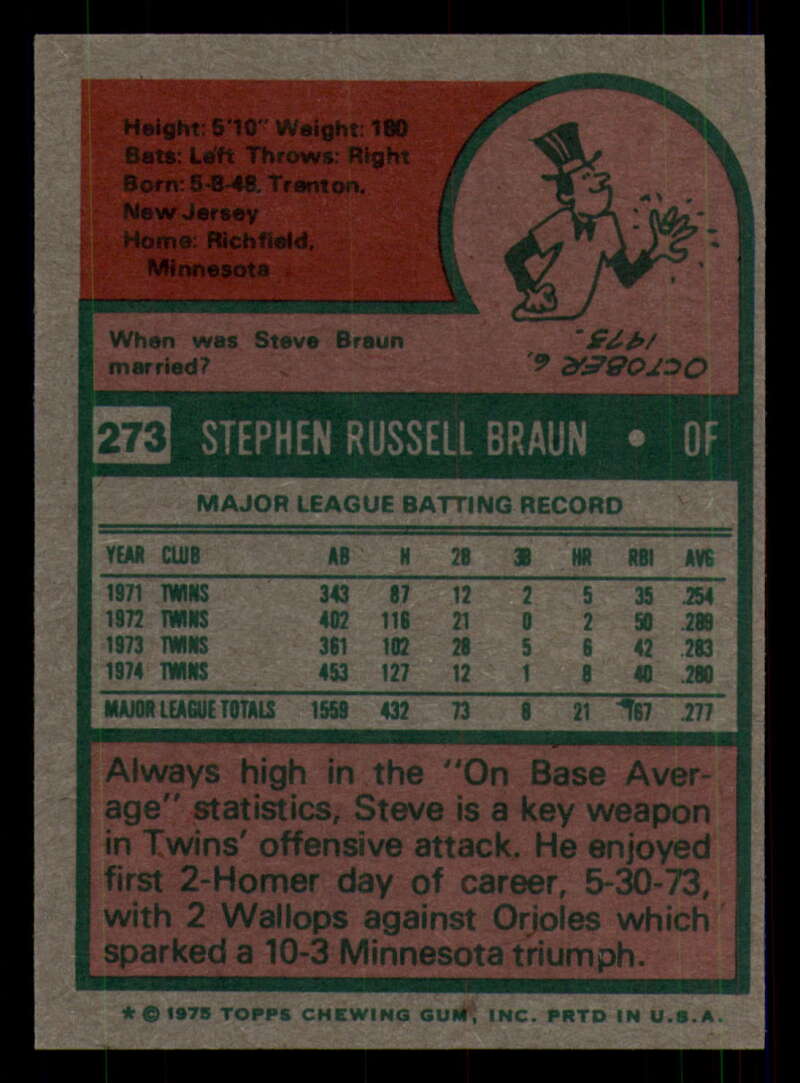 Height: 5'10" Weight: 180
Bats: Left Throws: Right
Born: 5-8-48, Trenton,
New Jersey
Home: Richfield,
Minnesota
When was Steve Braun
married?
OCTOBER 6,
1973.
273 STEPHEN RUSSELL BRAUN • OF
MAJOR LEAGUE BATTING RECORD
YEAR CLUB AB H 2B 3B HR RBI AVG
1971 TWINS 343 87 12 2 5 35 .254
1972 TWINS 402 116 21 0 2 50 .289
1973 TWINS 361 102 28 5 6 42 .283
1974 TWINS 453 127 12 1 8 40 .280
MAJOR LEAGUE TOTALS 1559 432 73 8 21 167 .277
Always high in the "On Base Aver-
age" statistics, Steve is a key weapon
in Twins' offensive attack. He enjoyed
first 2-Homer day of career, 5-30-73,
with 2 Wallops against Orioles which
sparked a 10-3 Minnesota triumph.
* © 1975 TOPPS CHEWING GUM, INC. PRTD IN U.S.A.